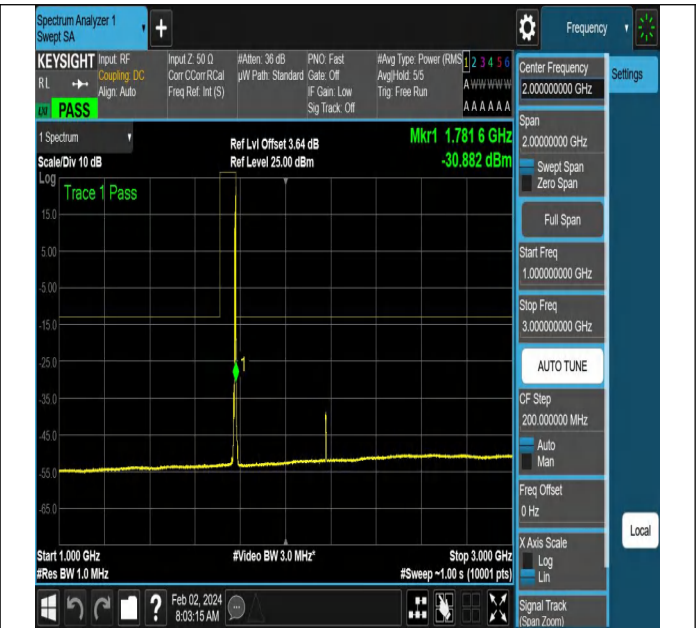 Spectrum Analyzer 1
Swept SA
Frequency
KEYSIGHT
RL
PASS
Input: RF
Coupling: DC
Align: Auto
Input Z: 50 Ω
Corr CCorr RCal
Freq Ref: Int (S)
#Atten: 36 dB
µW Path: Standard
PNO: Fast
Gate: Off
IF Gain: Low
Sig Track: Off
#Avg Type: Power (RMS
Avg|Hold: 5/5
Trig: Free Run
1 2 3 4 5 6
A W W W W W
A A A A A A
1 Spectrum
Scale/Div 10 dB
Ref Lvl Offset 3.64 dB
Ref Level 25.00 dBm
Mkr1 1.781 6 GHz
-30.882 dBm
Log
Trace 1 Pass
15.0
5.00
-5.00
-15.0
-25.0
-35.0
-45.0
-55.0
-65.0
1
Start 1.000 GHz
#Res BW 1.0 MHz
#Video BW 3.0 MHz*
Stop 3.000 GHz
#Sweep ~1.00 s (10001 pts)
Feb 02, 2024
8:03:15 AM
Center Frequency
2.000000000 GHz
Settings
Span
2.00000000 GHz
Swept Span
Zero Span
Full Span
Start Freq
1.000000000 GHz
Stop Freq
3.000000000 GHz
AUTO TUNE
CF Step
200.000000 MHz
Auto
Man
Freq Offset
0 Hz
X Axis Scale
Log
Lin
Local
Signal Track
(Span Zoom)